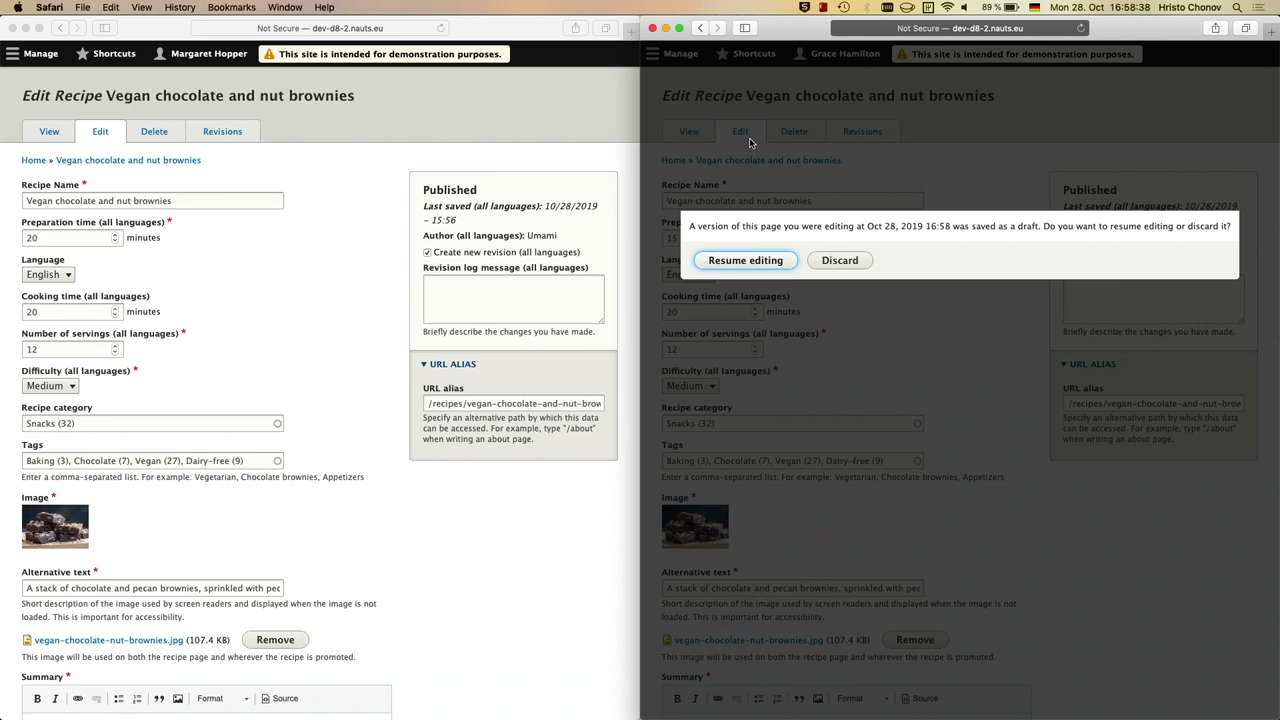 Safari File Edit View History Bookmarks Window Help
89 % Mon 28. Oct 16:58:38 Hristo Chonov
Not Secure — dev-d8-2.nauts.eu
Manage Shortcuts Margaret Hopper This site is intended for demonstration purposes.
Edit Recipe Vegan chocolate and nut brownies
View Edit Delete Revisions
Home » Vegan chocolate and nut brownies
Recipe Name *
Vegan chocolate and nut brownies
Preparation time (all languages) *
20 minutes
Language
English
Cooking time (all languages)
20 minutes
Number of servings (all languages) *
12
Difficulty (all languages) *
Medium
Recipe category
Snacks (32)
Tags
Baking (3), Chocolate (7), Vegan (27), Dairy-free (9)
Enter a comma-separated list. For example: Vegetarian, Chocolate brownies, Appetizers
Image *
Alternative text *
A stack of chocolate and pecan brownies, sprinkled with pec
Short description of the image used by screen readers and displayed when the image is not
loaded. This is important for accessibility.
vegan-chocolate-nut-brownies.jpg (107.4 KB) Remove
This image will be used on both the recipe page and wherever the recipe is promoted.
Summary *
B I Format Source
Published
Last saved (all languages): 10/28/2019
– 15:56
Author (all languages): Umami
Create new revision (all languages)
Revision log message (all languages)
Briefly describe the changes you have made.
URL ALIAS
URL alias
/recipes/vegan-chocolate-and-nut-brow
Specify an alternative path by which this data
can be accessed. For example, type "/about"
when writing an about page.
Not Secure — dev-d8-2.nauts.eu
Manage Shortcuts Grace Hamilton This site is intended for demonstration purposes.
Edit Recipe Vegan chocolate and nut brownies
View Edit Delete Revisions
Home » Vegan chocolate and nut brownies
Recipe Name *
Vegan chocolate and nut brownies
A version of this page you were editing at Oct 28, 2019 16:58 was saved as a draft. Do you want to resume editing or discard it?
Resume editing Discard
15
Cooking time (all languages)
20 minutes
Number of servings (all languages) *
12
Difficulty (all languages) *
Medium
Recipe category
Snacks (32)
Tags
Baking (3), Chocolate (7), Vegan (27), Dairy-free (9)
Enter a comma-separated list. For example: Vegetarian, Chocolate brownies, Appetizers
Image *
Alternative text *
A stack of chocolate and pecan brownies, sprinkled with pec
Short description of the image used by screen readers and displayed when the image is not
loaded. This is important for accessibility.
vegan-chocolate-nut-brownies.jpg (107.4 KB) Remove
This image will be used on both the recipe page and wherever the recipe is promoted.
Summary *
B I Format Source
Published
Last saved (all languages): 10/28/2019
Briefly describe the changes you have made.
URL ALIAS
URL alias
/recipes/vegan-chocolate-and-nut-brow
Specify an alternative path by which this data
can be accessed. For example, type "/about"
when writing an about page.